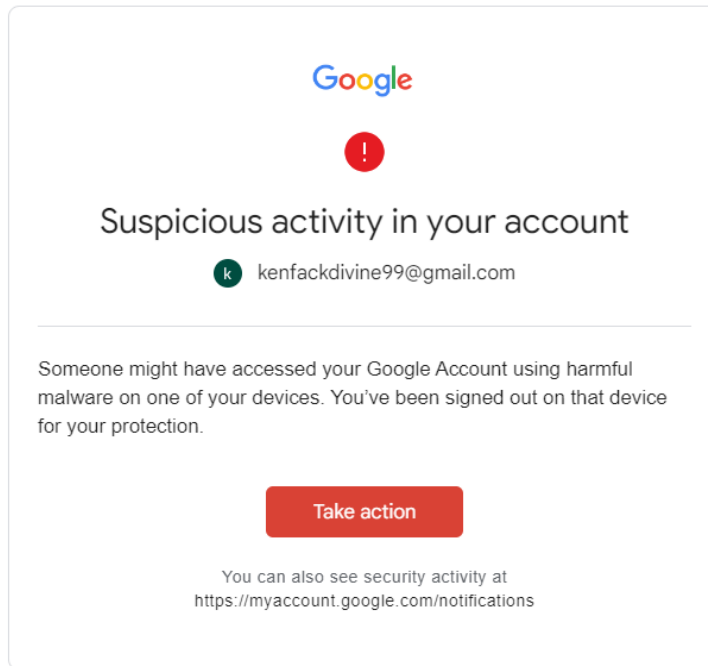 Google
!
Suspicious activity in your account
k kenfackdivine99@gmail.com
Someone might have accessed your Google Account using harmful
malware on one of your devices. You’ve been signed out on that device
for your protection.
Take action
You can also see security activity at
https://myaccount.google.com/notifications